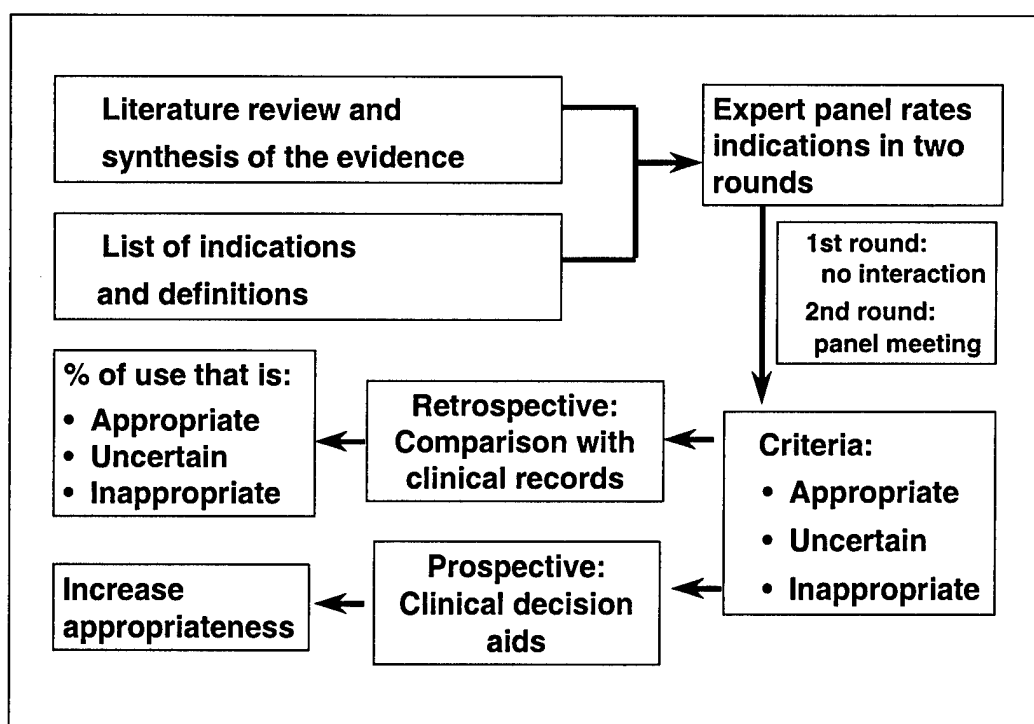 Literature review and
synthesis of the evidence
List of indications
and definitions
Expert panel rates
indications in two
rounds
1st round:
no interaction
2nd round:
panel meeting
Criteria:
• Appropriate
• Uncertain
• Inappropriate
Retrospective:
Comparison with
clinical records
% of use that is:
• Appropriate
• Uncertain
• Inappropriate
Prospective:
Clinical decision
aids
Increase
appropriateness